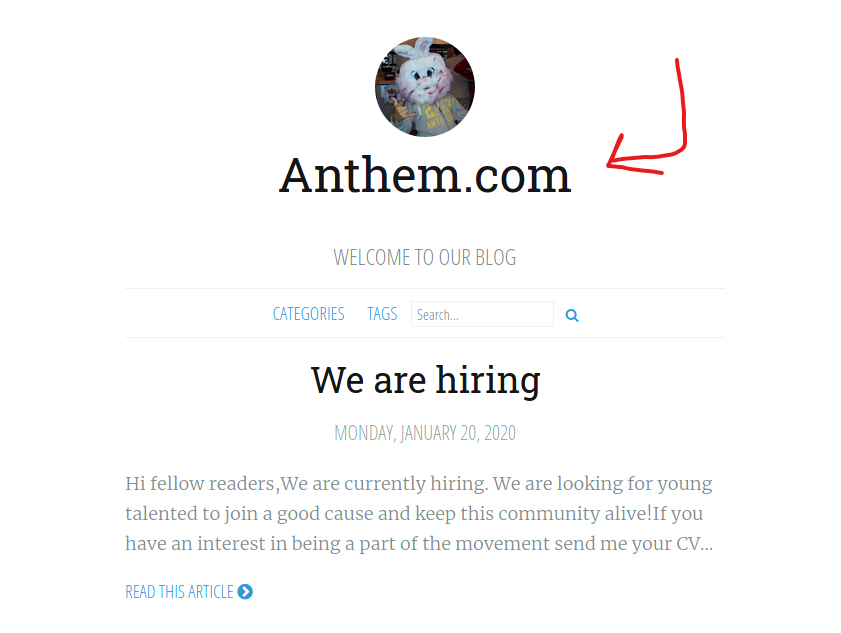 Anthem.com
WELCOME TO OUR BLOG
CATEGORIES TAGS Search...
We are hiring
MONDAY, JANUARY 20, 2020
Hi fellow readers,We are currently hiring. We are looking for young
talented to join a good cause and keep this community alive!If you
have an interest in being a part of the movement send me your CV...
READ THIS ARTICLE